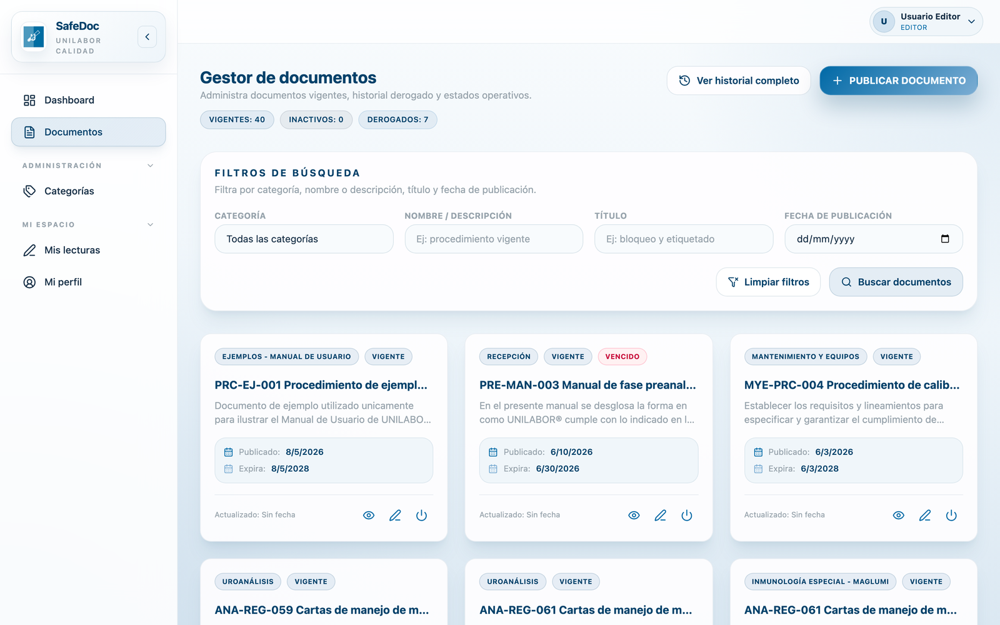 SafeDoc
UNILABOR
CALIDAD
Dashboard
Documentos
ADMINISTRACIÓN
Categorías
MI ESPACIO
Mis lecturas
Mi perfil
U
Usuario Editor
EDITOR
Gestor de documentos
Administra documentos vigentes, historial derogado y estados operativos.
VIGENTES: 40
INACTIVOS: 0
DEROGADOS: 7
Ver historial completo
PUBLICAR DOCUMENTO
FILTROS DE BÚSQUEDA
Filtra por categoría, nombre o descripción, título y fecha de publicación.
CATEGORÍA
Todas las categorías
NOMBRE / DESCRIPCIÓN
Ej: procedimiento vigente
TÍTULO
Ej: bloqueo y etiquetado
FECHA DE PUBLICACIÓN
dd/mm/yyyy
Limpiar filtros
Buscar documentos
EJEMPLOS - MANUAL DE USUARIO
VIGENTE
PRC-EJ-001 Procedimiento de ejempl...
Documento de ejemplo utilizado unicamente
para ilustrar el Manual de Usuario de UNILABO...
Publicado: 8/5/2026
Expira: 8/5/2028
Actualizado: Sin fecha
RECEPCIÓN
VIGENTE
VENCIDO
PRE-MAN-003 Manual de fase preanal...
En el presente manual se desglosa la forma en
como UNILABOR® cumple con lo indicado en l...
Publicado: 6/10/2026
Expira: 6/30/2026
Actualizado: Sin fecha
MANTENIMIENTO Y EQUIPOS
VIGENTE
MYE-PRC-004 Procedimiento de calib...
Establecer los requisitos y lineamientos para
especificar y garantizar el cumplimiento de...
Publicado: 6/3/2026
Expira: 6/3/2028
Actualizado: Sin fecha
UROANÁLISIS
VIGENTE
ANA-REG-059 Cartas de manejo de m...
UROANÁLISIS
VIGENTE
ANA-REG-061 Cartas de manejo de m...
INMUNOLOGÍA ESPECIAL - MAGLUMI
VIGENTE
ANA-REG-061 Cartas de manejo de m...